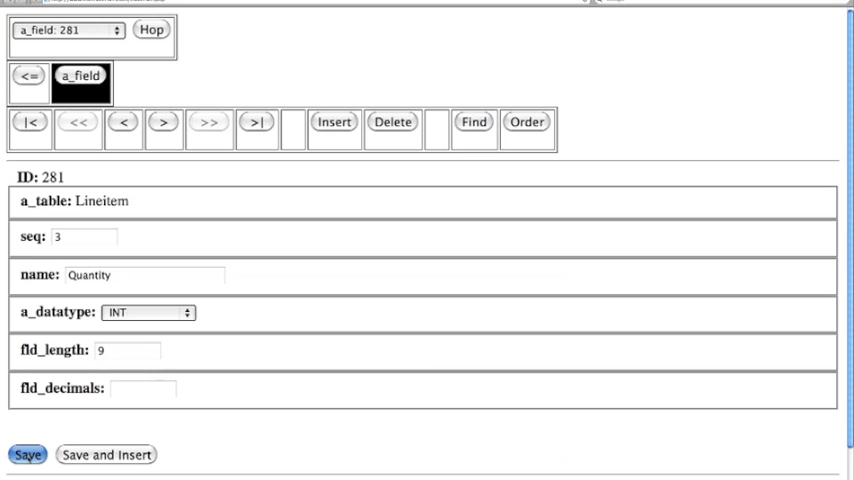 a_field: 281 Hop
<= a_field
|< << < > >> >| Insert Delete Find Order
ID: 281
a_table: Lineitem
seq: 3
name: Quantity
a_datatype: INT
fld_length: 9
fld_decimals:
Save Save and Insert